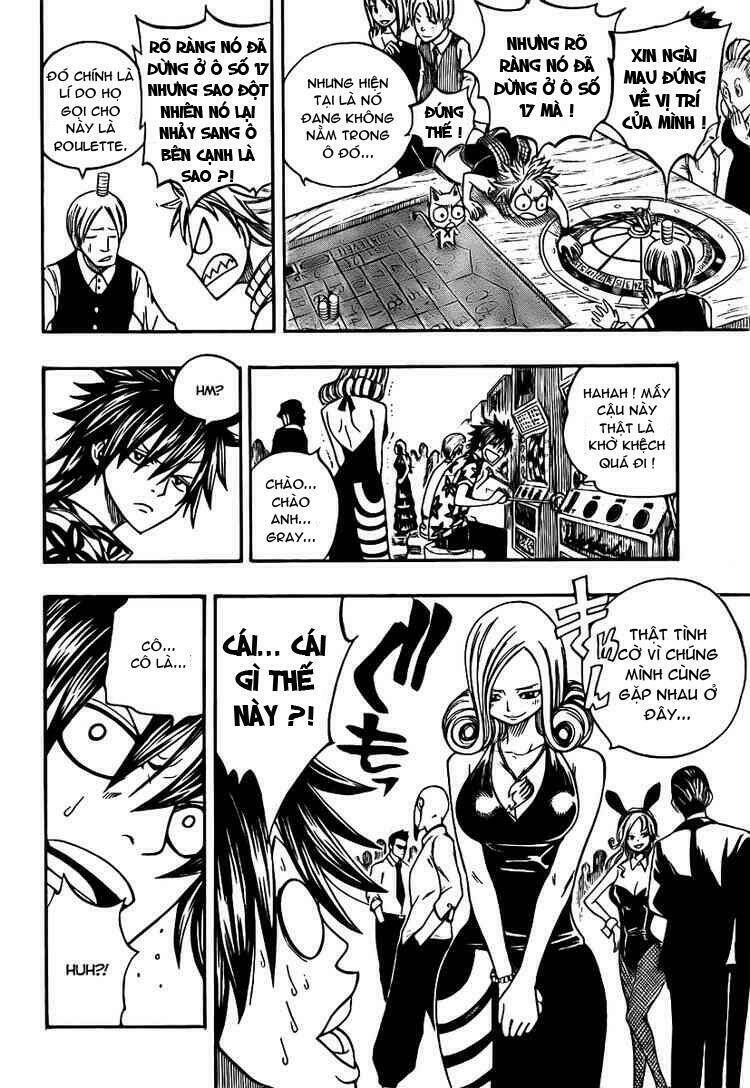 XIN NGÀI
MAU ĐỨNG
VỀ VỊ TRÍ
CỦA MÌNH !
NHƯNG RÕ
RÀNG NÓ ĐÃ
DỪNG Ở Ô SỐ
17 MÀ !
ĐÚNG
THẾ !
NHƯNG HIỆN
TẠI LÀ NÓ
ĐANG KHÔNG
NẰM TRONG
Ô ĐÓ...
RÕ RÀNG NÓ ĐÃ
DỪNG Ở Ô SỐ 17
NHƯNG SAO ĐỘT
NHIÊN NÓ LẠI
NHẢY SANG Ô
BÊN CẠNH LÀ
SAO ?!
ĐÓ CHÍNH LÀ
LÍ DO HỌ
GỌI CHO
NÀY LÀ
ROULETTE.
HAHAH ! MẤY
CẬU NÀY
THẬT LÀ
KHỜ KHỆCH
QUÁ ĐI !
CHÀO...
CHÀO
ANH...
GRAY...
HM?
THẬT TÌNH
CỜ VÌ CHÚNG
MÌNH CÙNG
GẶP NHAU Ở
ĐÂY...
CÁI... CÁI
GÌ THẾ
NÀY ?!
CÔ...
CÔ LÀ...
HUH?!